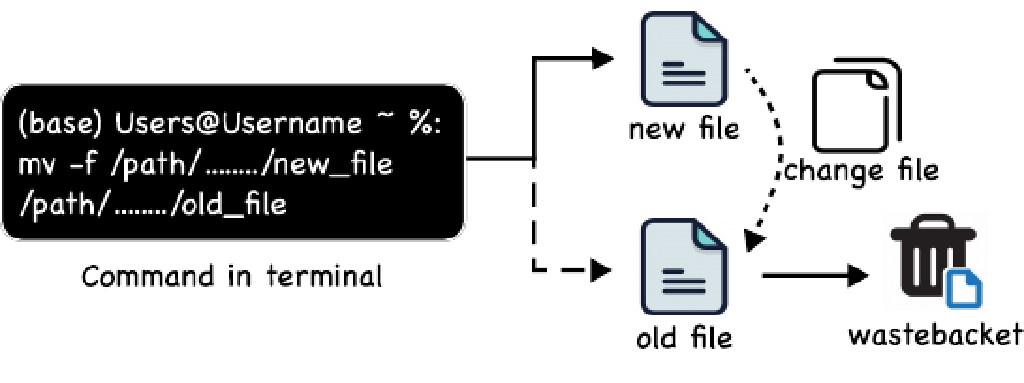 (base) Users@Username ~ %:
mv -f /path/......../new_file
/path/......../old_file
Command in terminal
new file
change file
old file
wastebacket